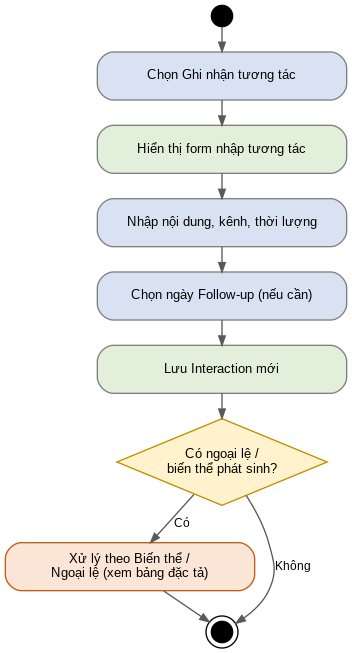 Chọn Ghi nhận tương tác
Hiển thị form nhập tương tác
Nhập nội dung, kênh, thời lượng
Chọn ngày Follow-up (nếu cần)
Lưu Interaction mới
Có ngoại lệ /
biến thể phát sinh?
Có
Xử lý theo Biến thể /
Ngoại lệ (xem bảng đặc tả)
Không